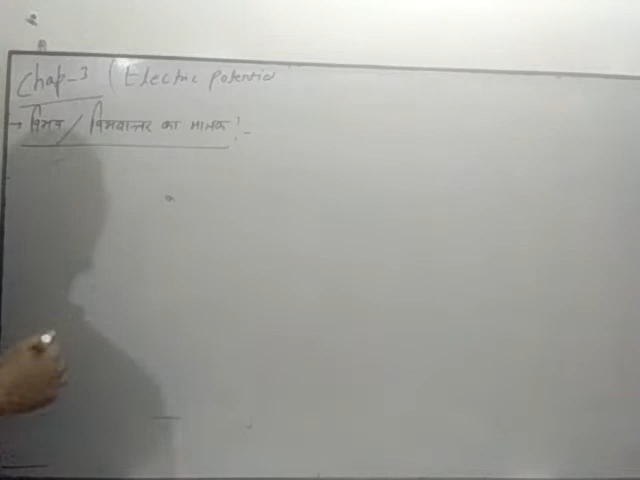 Chap-3 (Electric Potential
→ विभव / विभवान्तर का मात्रक :-